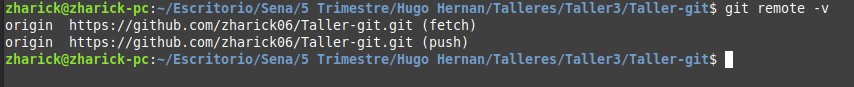 zharick@zharick-pc:~/Escritorio/Sena/5 Trimestre/Hugo Hernan/Talleres/Taller3/Taller-git$ git remote -v
origin  https://github.com/zharick06/Taller-git.git (fetch)
origin  https://github.com/zharick06/Taller-git.git (push)
zharick@zharick-pc:~/Escritorio/Sena/5 Trimestre/Hugo Hernan/Talleres/Taller3/Taller-git$